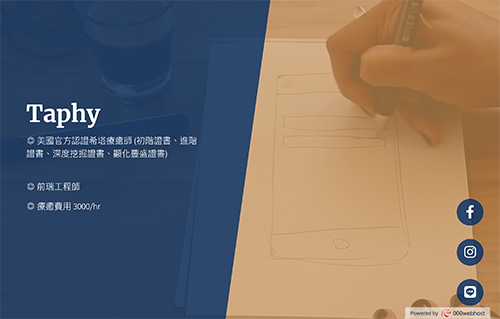 Taphy
◎ 美國官方認證希塔療癒師 (初階證書、進階
證書、深度挖掘證書、顯化豐盛證書)
◎ 前瑞工程師
◎ 療癒費用 3000/hr
Powered by 000webhost